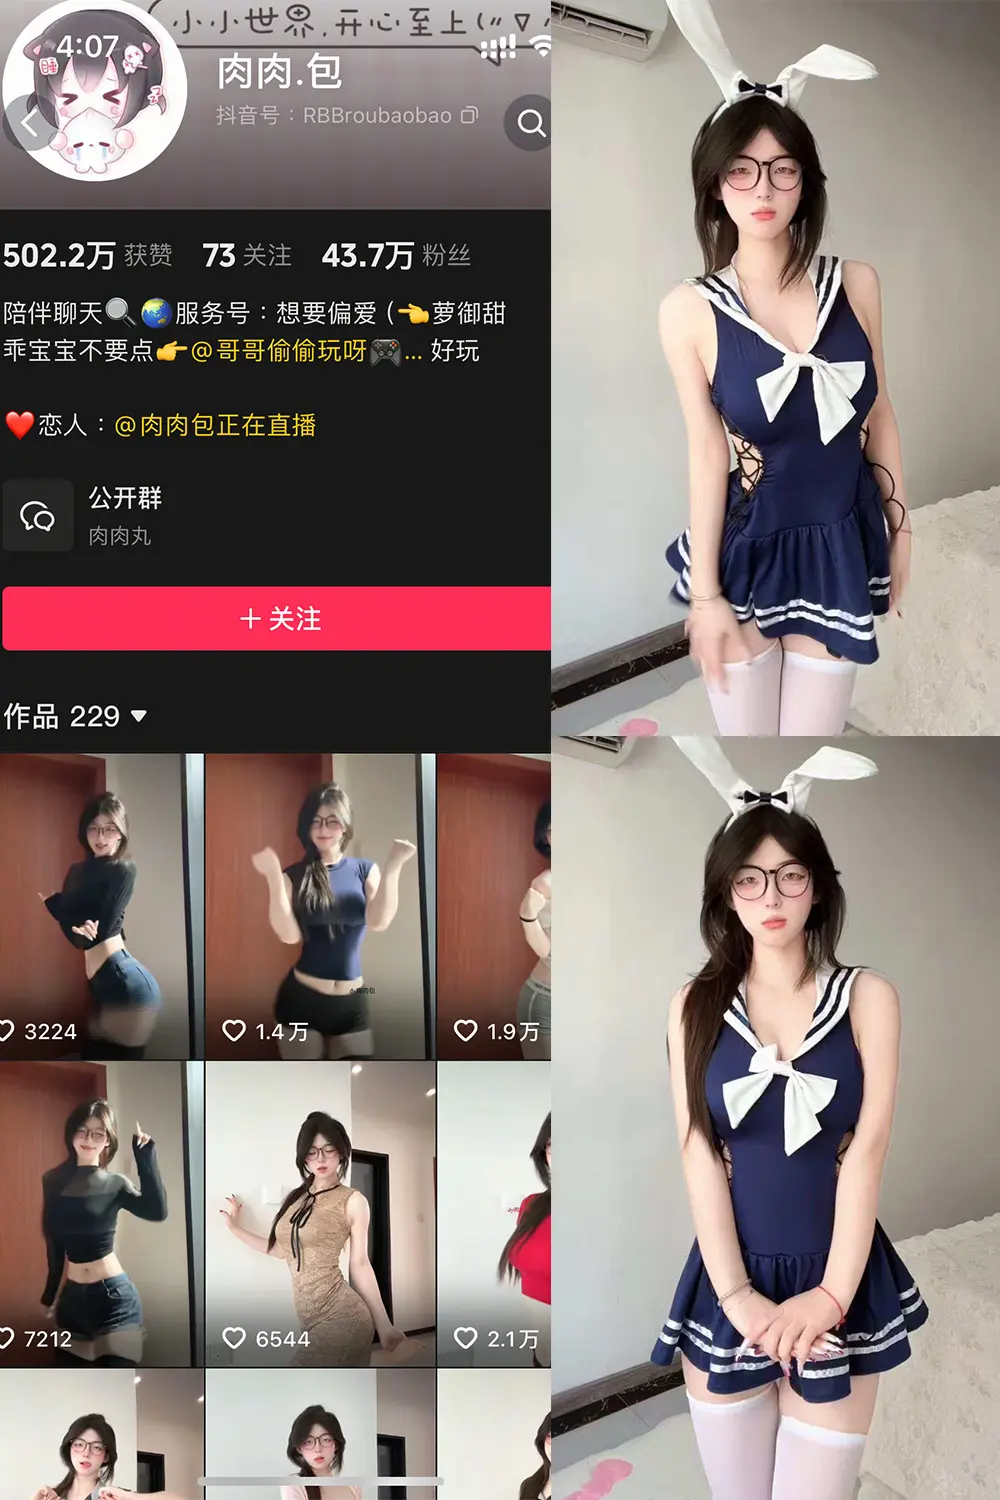 小小世界,开心至上(〃▽
4:07
睡
肉肉.包
抖音号：RBBroubaobao
502.2万 获赞 73 关注 43.7万 粉丝
陪伴聊天🔍🌏服务号：想要偏爱 (👈萝御甜
乖宝宝不要点👉@哥哥偷偷玩呀🎮... 好玩
❤️恋人：@肉肉包正在直播
公开群
肉肉丸
+ 关注
作品 229
3224
1.4万
1.9万
7212
6544
2.1万